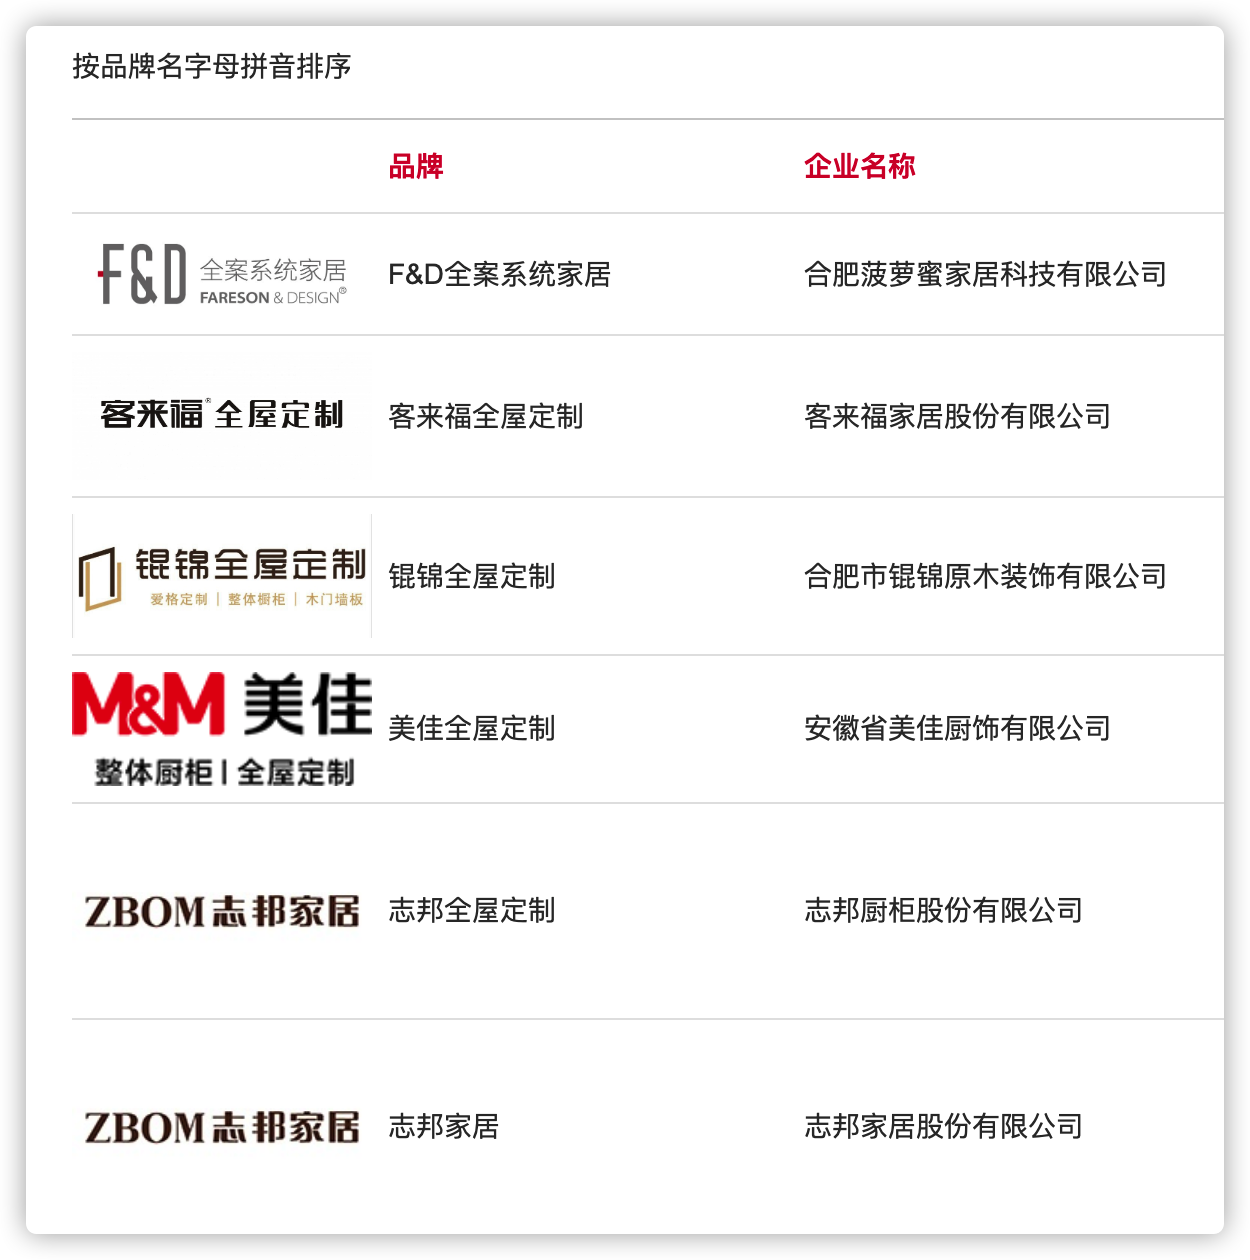 按品牌名字母拼音排序
品牌 企业名称
F&D 全案系统家居
FARESON & DESIGN®
F&D全案系统家居 合肥菠萝蜜家居科技有限公司
客来福®全屋定制 客来福全屋定制 客来福家居股份有限公司
锟锦全屋定制
爱格定制 | 整体橱柜 | 木门墙板
锟锦全屋定制 合肥市锟锦原木装饰有限公司
M&M 美佳
整体厨柜 | 全屋定制
美佳全屋定制 安徽省美佳厨饰有限公司
ZBOM志邦家居 志邦全屋定制 志邦厨柜股份有限公司
ZBOM志邦家居 志邦家居 志邦家居股份有限公司